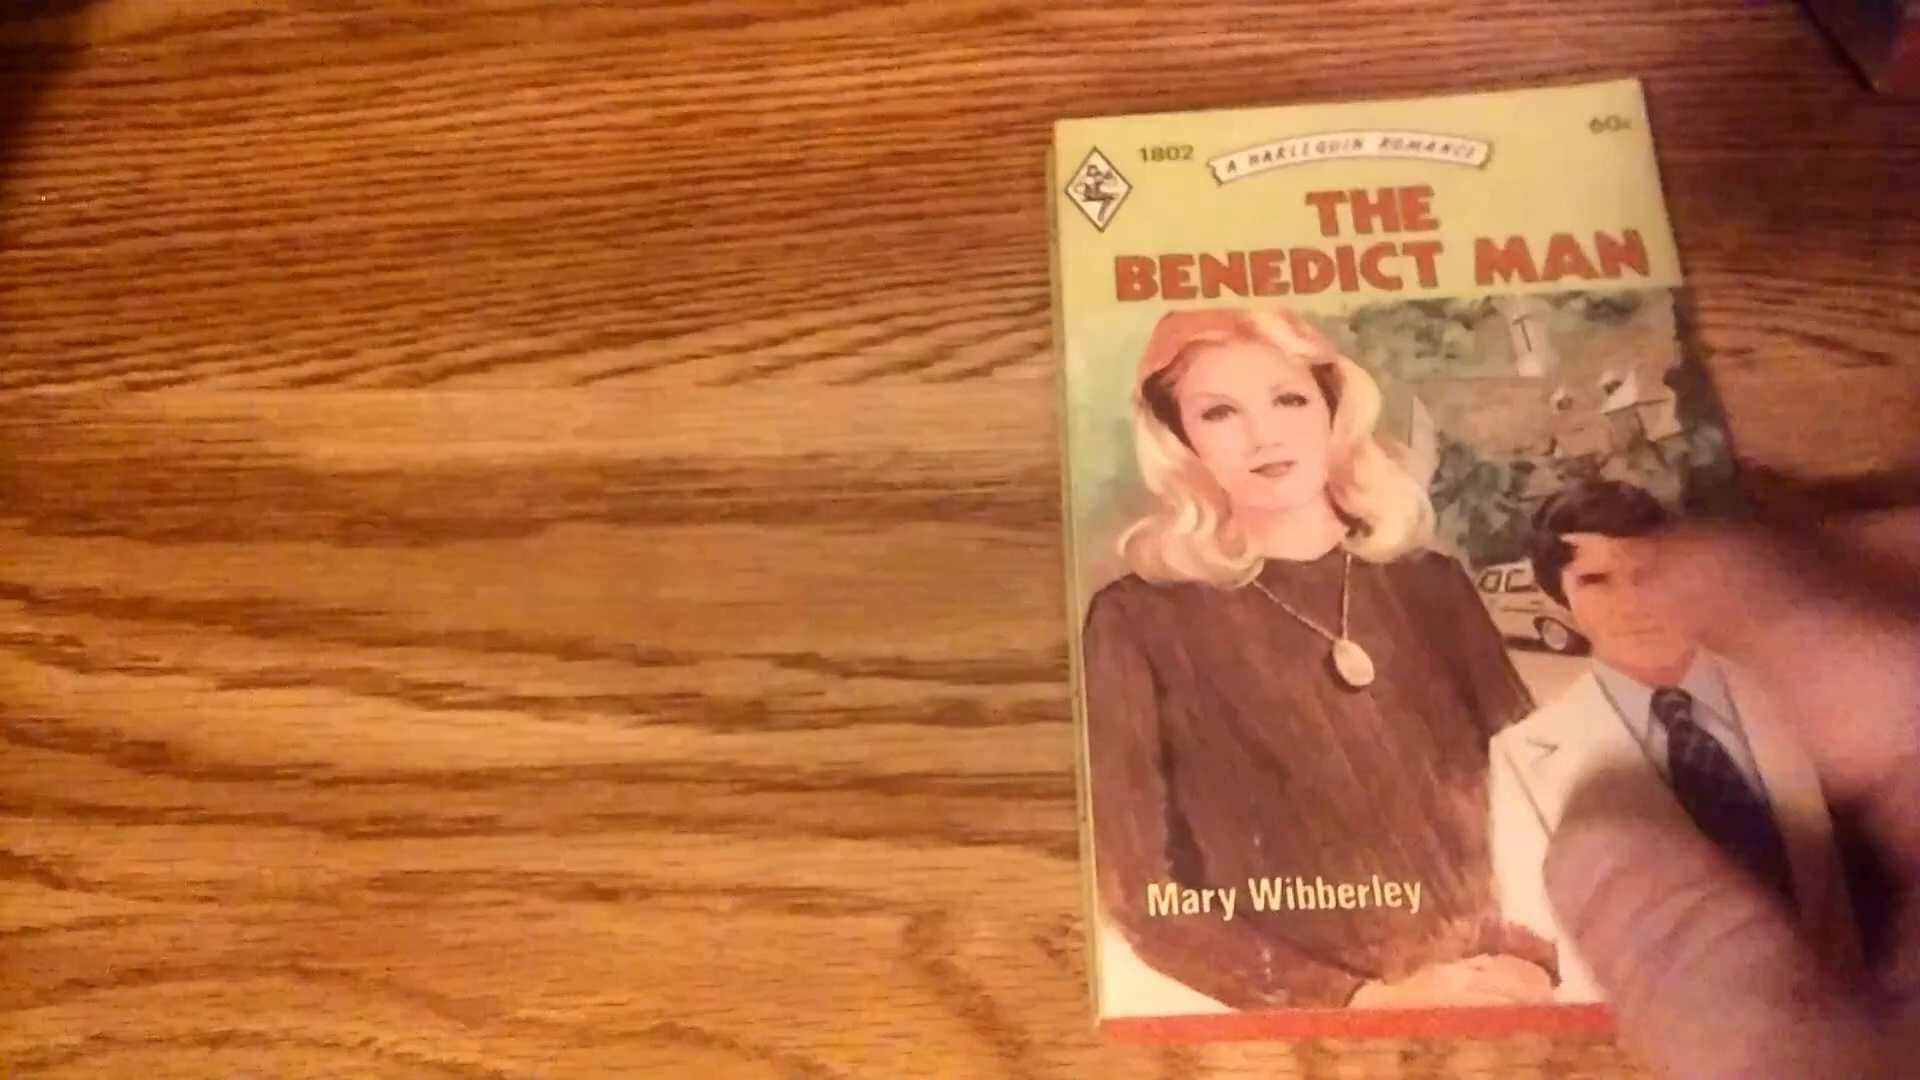 1802
A HARLEQUIN ROMANCE
60c
THE
BENEDICT MAN
Mary Wibberley